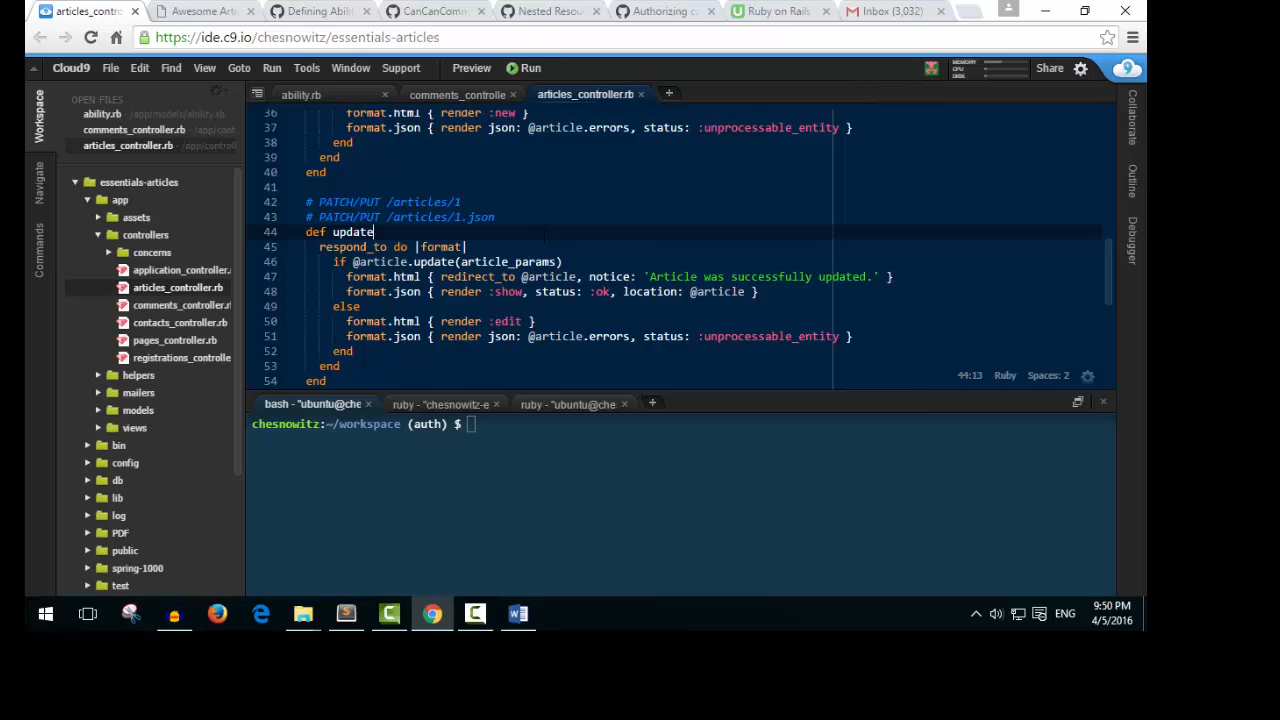 articles_contro Awesome Arti Defining Abili CanCanComm Nested Resou Authorizing c Ruby on Rails Inbox (3,032)
https://ide.c9.io/chesnowitz/essentials-articles
Cloud9 File Edit Find View Goto Run Tools Window Support Preview Run MEMORY CPU DISK Share
Workspace
Navigate
Commands
OPEN FILES
ability.rb - /app/models/ability.rb
comments_controller.rb - /app/cont
articles_controller.rb - /app/controll
essentials-articles
app
assets
controllers
concerns
application_controller.r
articles_controller.rb
comments_controller.rb
contacts_controller.rb
pages_controller.rb
registrations_controlle
helpers
mailers
models
views
bin
config
db
lib
log
PDF
public
spring-1000
test
ability.rb comments_controlle articles_controller.rb
36 format.html { render :new }
37 format.json { render json: @article.errors, status: :unprocessable_entity }
38 end
39 end
40 end
41
42 # PATCH/PUT /articles/1
43 # PATCH/PUT /articles/1.json
44 def update
45 respond_to do |format|
46 if @article.update(article_params)
47 format.html { redirect_to @article, notice: 'Article was successfully updated.' }
48 format.json { render :show, status: :ok, location: @article }
49 else
50 format.html { render :edit }
51 format.json { render json: @article.errors, status: :unprocessable_entity }
52 end
53 end
54 end
44:13 Ruby Spaces: 2
bash - "ubuntu@che ruby - "chesnowitz-e ruby - "ubuntu@che
chesnowitz:~/workspace (auth) $
Collaborate
Outline
Debugger
ENG
9:50 PM
4/5/2016